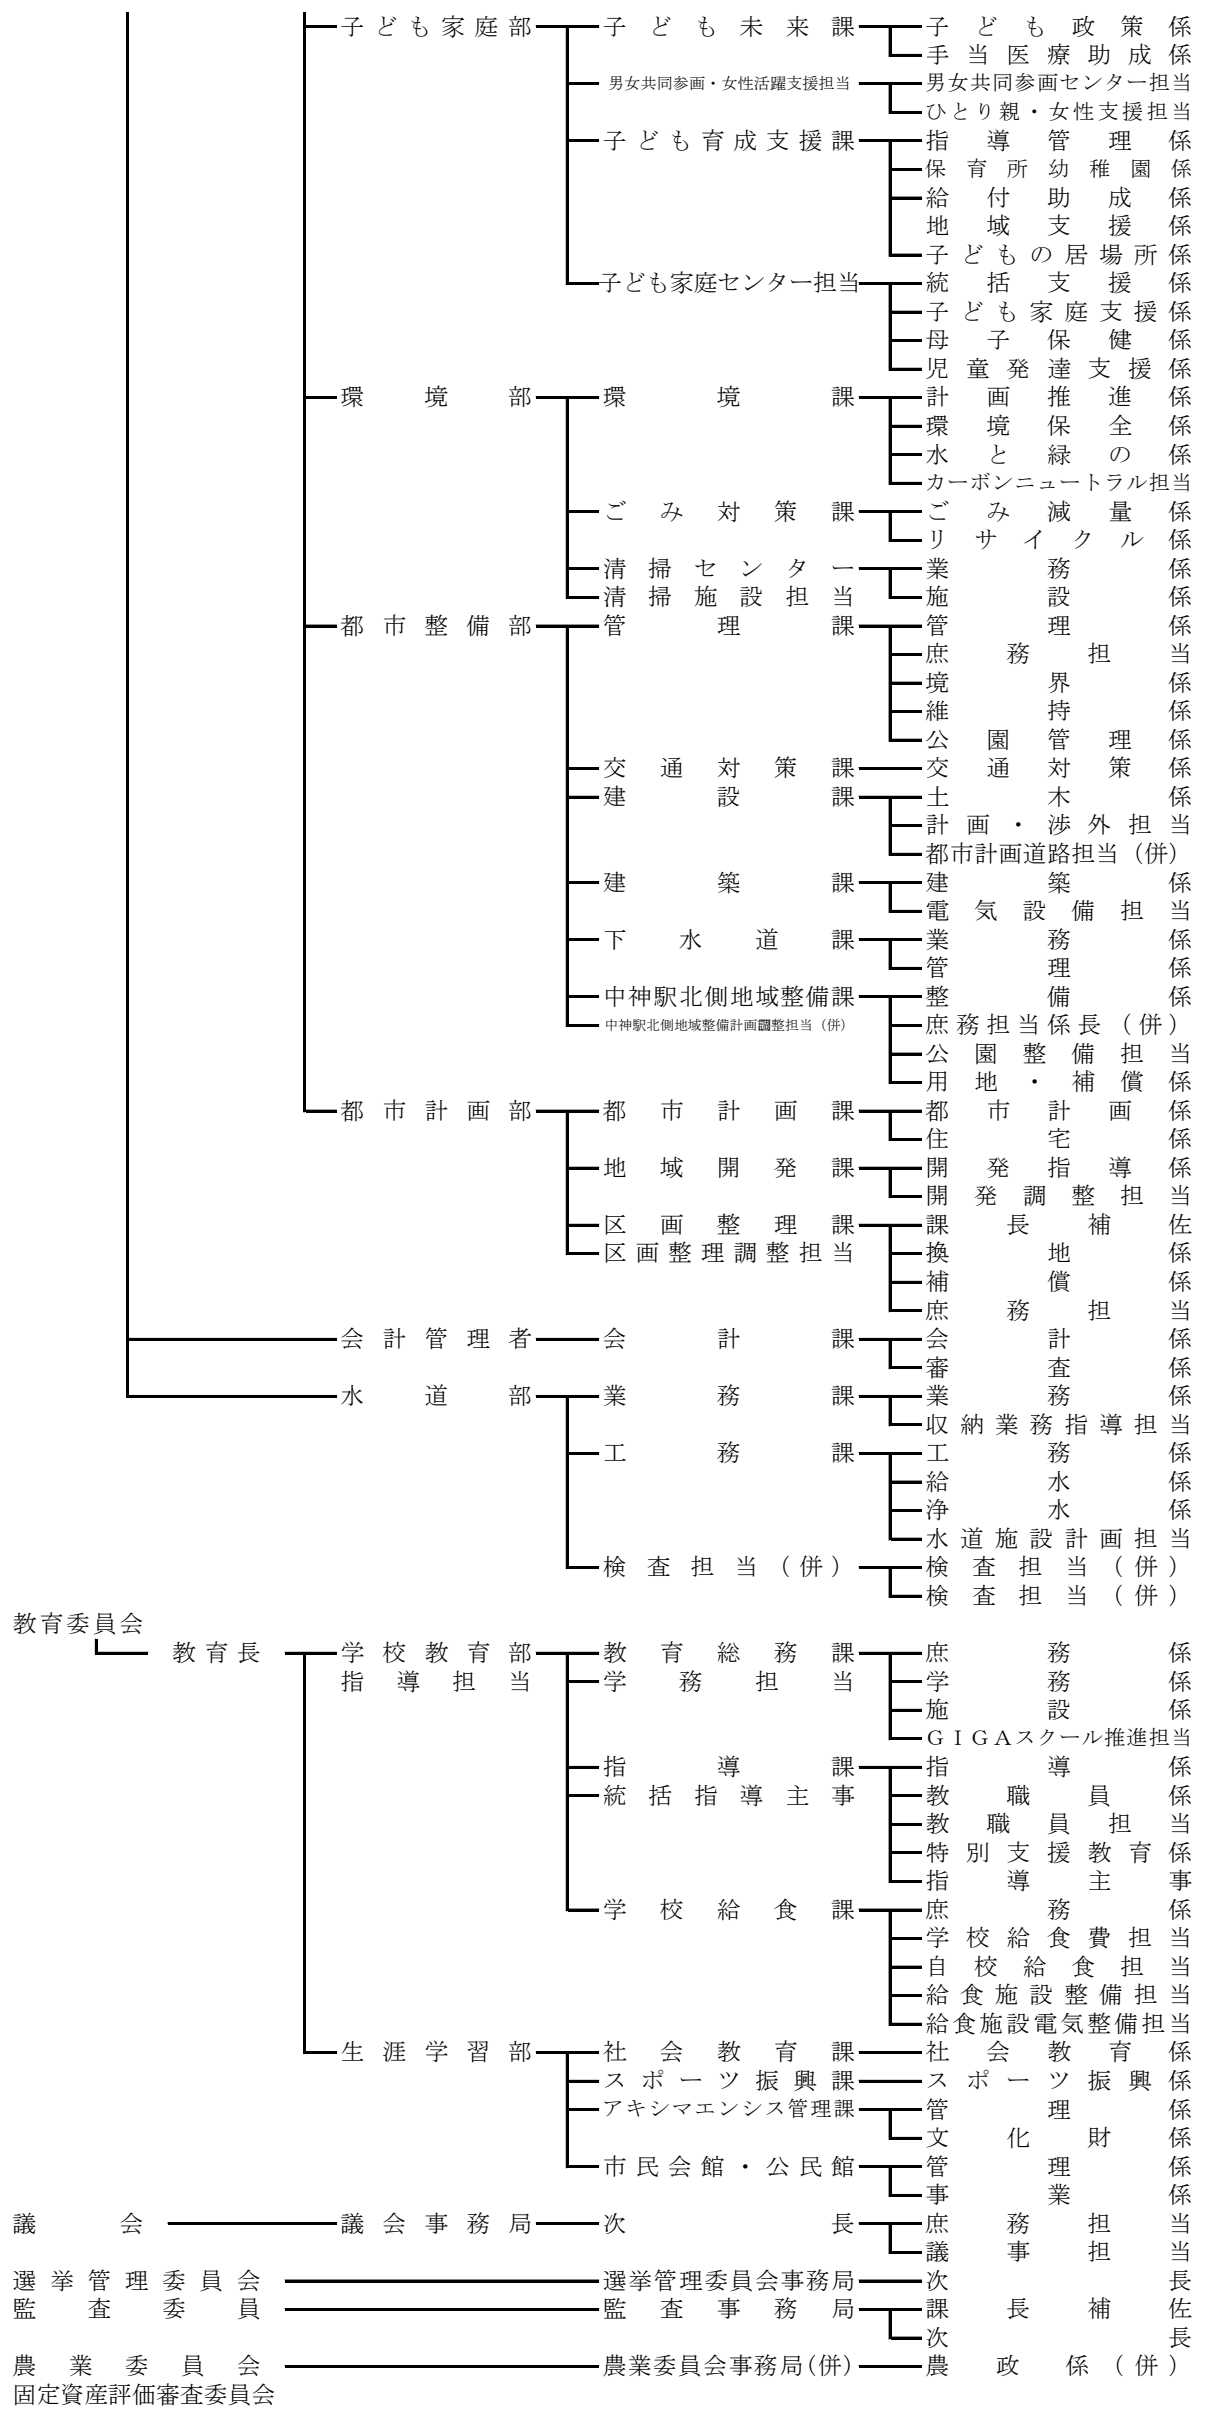 子ども家庭部 子ども未来課 子ども政策係
手当医療助成係
男女共同参画・女性活躍支援担当 男女共同参画センター担当
ひとり親・女性支援担当
子ども育成支援課 指導管理係
保育所幼稚園係
給付助成係
地域支援係
子どもの居場所係
子ども家庭センター担当 統括支援係
子ども家庭支援係
母子保健係
児童発達支援係
環境部 環境課 計画推進係
環境保全係
水と緑の係
カーボンニュートラル担当
ごみ対策課 ごみ減量係
リサイクル係
清掃センター 業務係
清掃施設担当 施設係
都市整備部 管理課 管理係
庶務担当
境界係
維持係
公園管理係
交通対策課 交通対策係
建設課 土木係
計画・渉外担当
都市計画道路担当（併）
建築課 建築係
電気設備担当
下水道課 業務係
管理係
中神駅北側地域整備課 整備係
中神駅北側地域整備計画調整担当（併） 庶務担当係長（併）
公園整備担当
用地・補償係
都市計画部 都市計画課 都市計画係
住宅係
地域開発課 開発指導係
開発調整担当
区画整理課 課長補佐
区画整理調整担当 換地係
補償係
庶務担当
会計管理者 会計課 会計係
審査係
水道部 業務課 業務係
収納業務指導担当
工務課 工務係
給水係
浄水係
水道施設計画担当
検査担当（併） 検査担当（併）
検査担当（併）
教育委員会
教育長 学校教育部 教育総務課 庶務係
指導担当 学務担当 学務係
施設係
ＧＩＧＡスクール推進担当
指導課 指導係
統括指導主事 教職員係
教職員担当
特別支援教育係
指導主事
学校給食課 庶務係
学校給食費担当
自校給食担当
給食施設整備担当
給食施設電気整備担当
生涯学習部 社会教育課 社会教育係
スポーツ振興課 スポーツ振興係
アキシマエンシス管理課 管理係
文化財係
市民会館・公民館 管理係
事業係
議会 議会事務局 次長 庶務担当
議事担当
選挙管理委員会 選挙管理委員会事務局 次長
監査委員 監査事務局 課長補佐
次長
農業委員会 農業委員会事務局（併） 農政係（併）
固定資産評価審査委員会